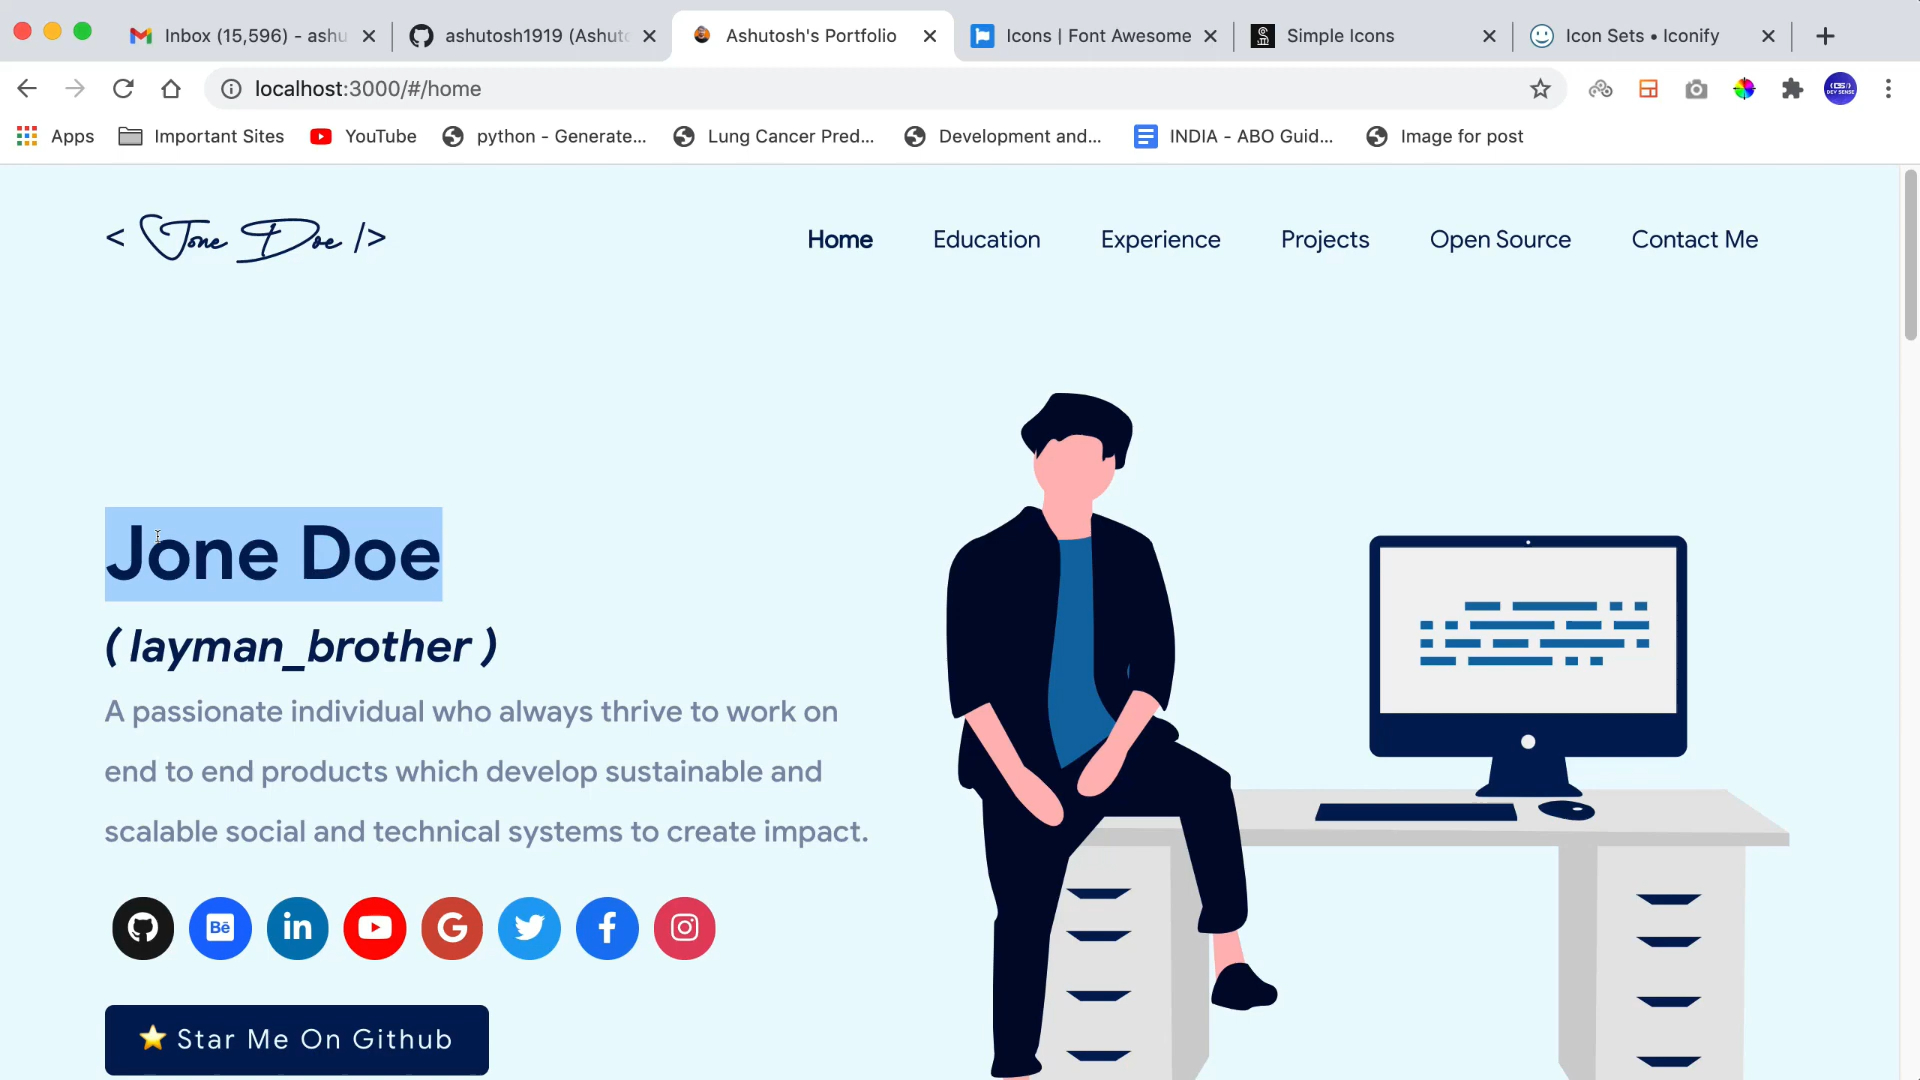 Inbox (15,596) - ashu
ashutosh1919 (Ashuto
Ashutosh's Portfolio
Icons | Font Awesome
Simple Icons
Icon Sets • Iconify
localhost:3000/#/home
Apps
Important Sites
YouTube
python - Generate...
Lung Cancer Pred...
Development and...
INDIA - ABO Guid...
Image for post
< Jone Doe />
Home
Education
Experience
Projects
Open Source
Contact Me
Jone Doe
( layman_brother )
A passionate individual who always thrive to work on
end to end products which develop sustainable and
scalable social and technical systems to create impact.
Bē
in
G
f
⭐ Star Me On Github